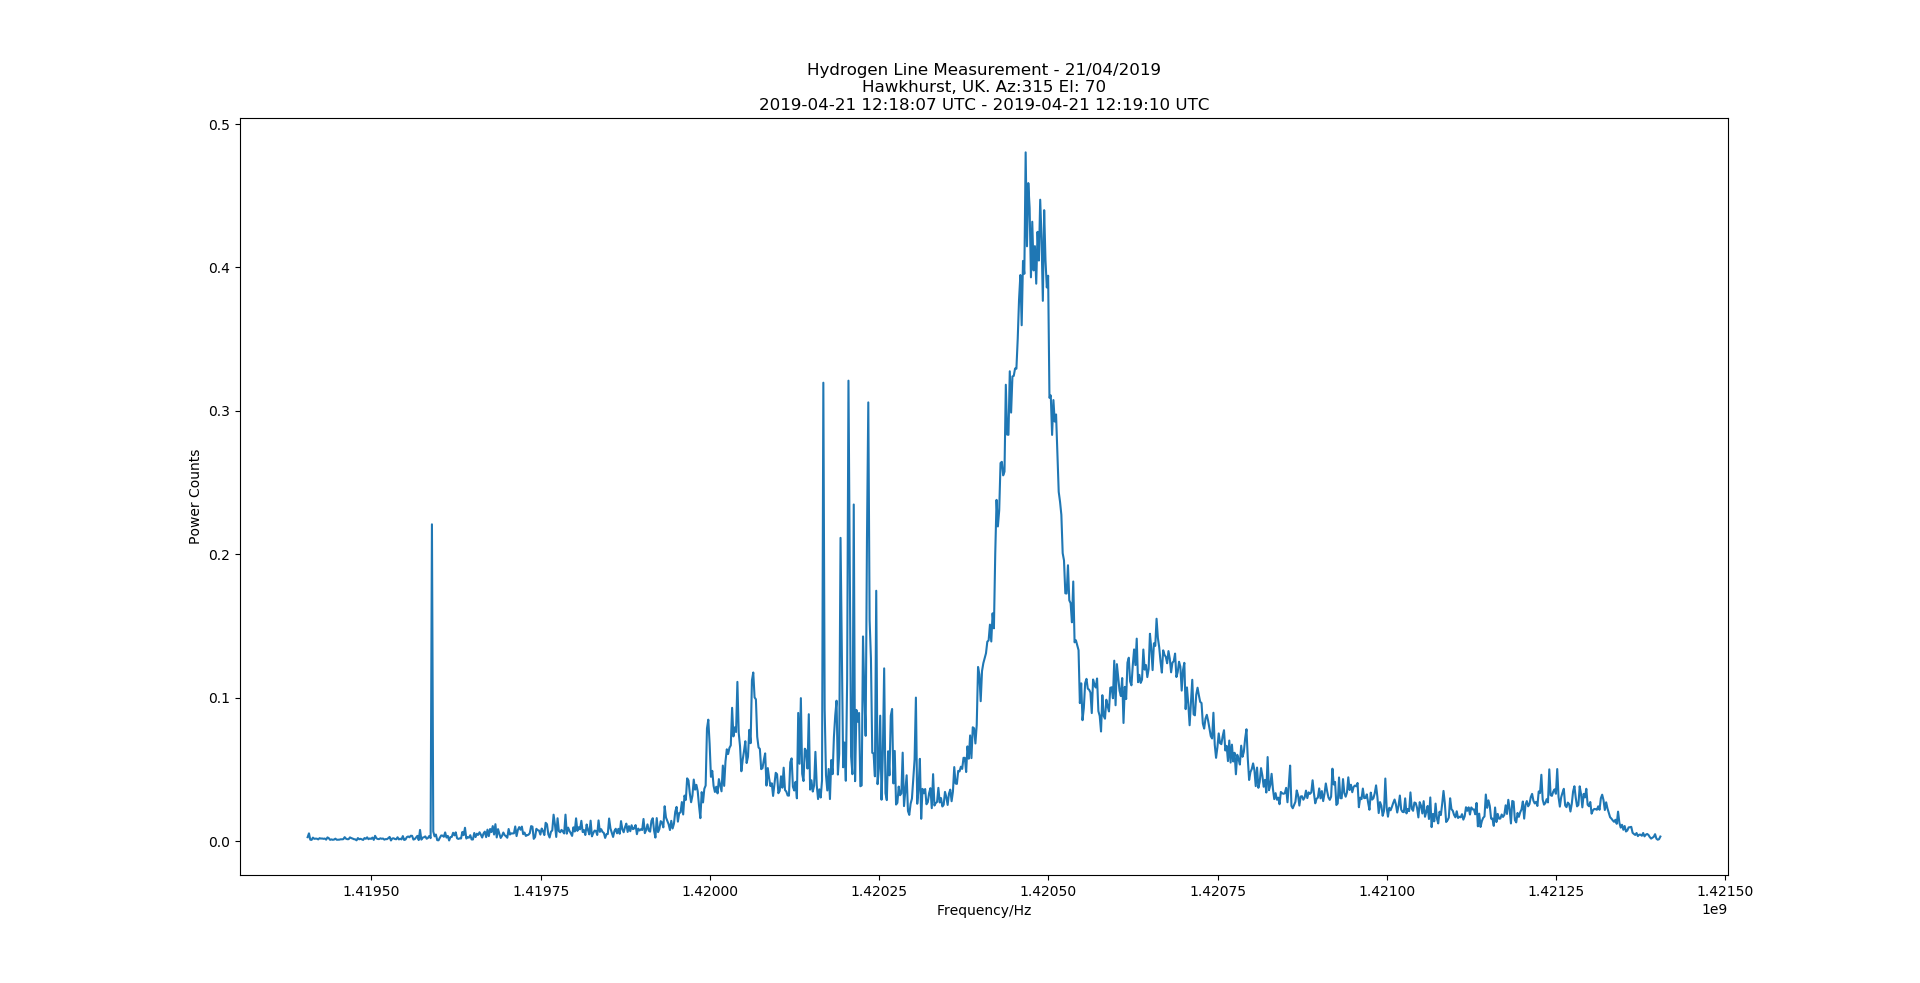 Hydrogen Line Measurement - 21/04/2019
Hawkhurst, UK. Az:315 El: 70
2019-04-21 12:18:07 UTC - 2019-04-21 12:19:10 UTC
0.5
0.4
0.3
0.2
0.1
0.0
Power Counts
1.41950 1.41975 1.42000 1.42025 1.42050 1.42075 1.42100 1.42125 1.42150
Frequency/Hz
1e9